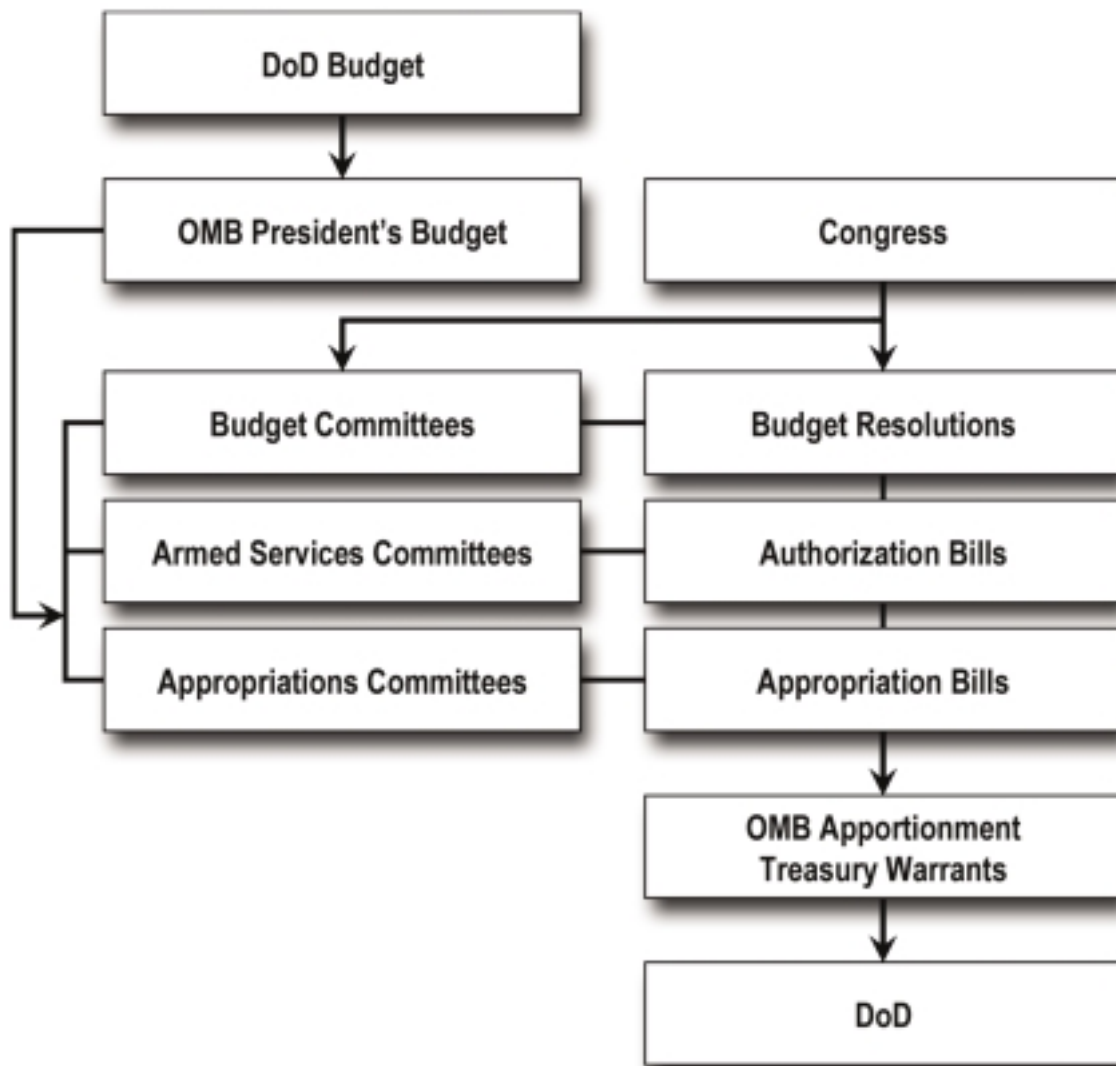 DoD Budget
OMB President's Budget
Congress
Budget Committees
Budget Resolutions
Armed Services Committees
Authorization Bills
Appropriations Committees
Appropriation Bills
OMB Apportionment
Treasury Warrants
DoD